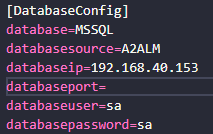 [DatabaseConfig]
database=MSSQL
databasesource=A2ALM
databaseip=192.168.40.153
databaseport=
databaseuser=sa
databasepassword=sa